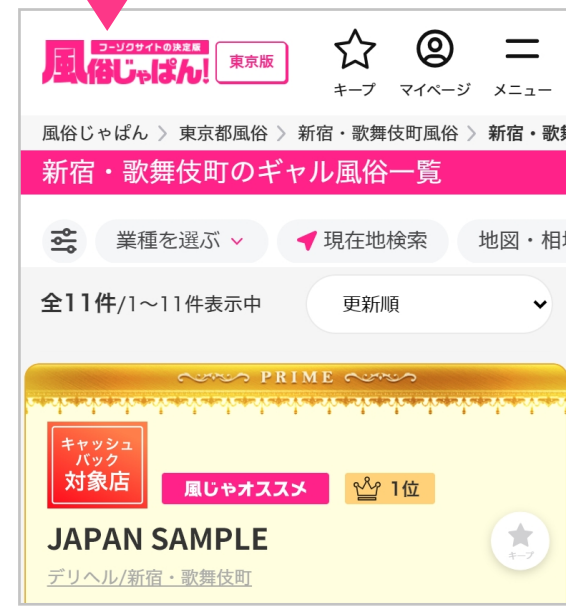 フーゾクサイトの決定版
風俗じゃぱん!
東京版
キープ マイページ メニュー
風俗じゃぱん 〉 東京都風俗 〉 新宿・歌舞伎町風俗 〉 新宿・歌
新宿・歌舞伎町のギャル風俗一覧
業種を選ぶ 現在地検索 地図・相
全11件/1〜11件表示中 更新順
PRIME
キャッシュ
バック
対象店
風じゃオススメ 1位
JAPAN SAMPLE
キープ
デリヘル/新宿・歌舞伎町